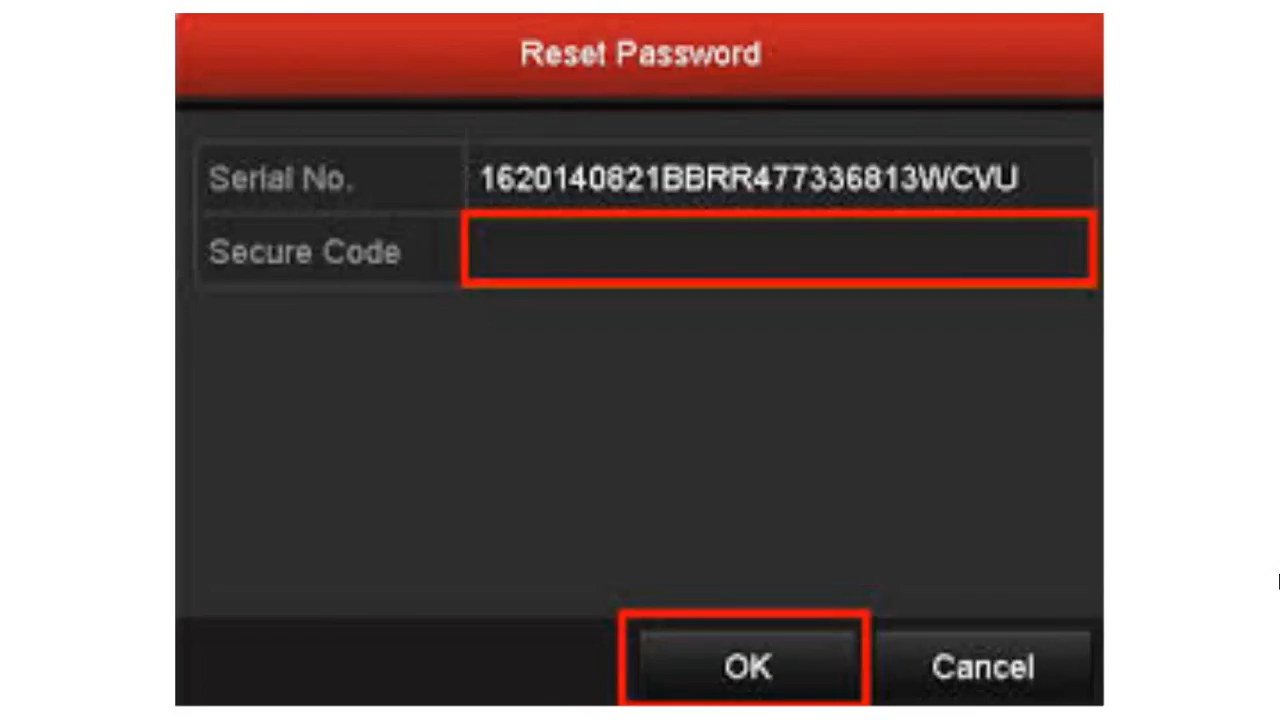 Reset Password
Serial No. 1620140821BBRR477336813WCVU
Secure Code
OK Cancel